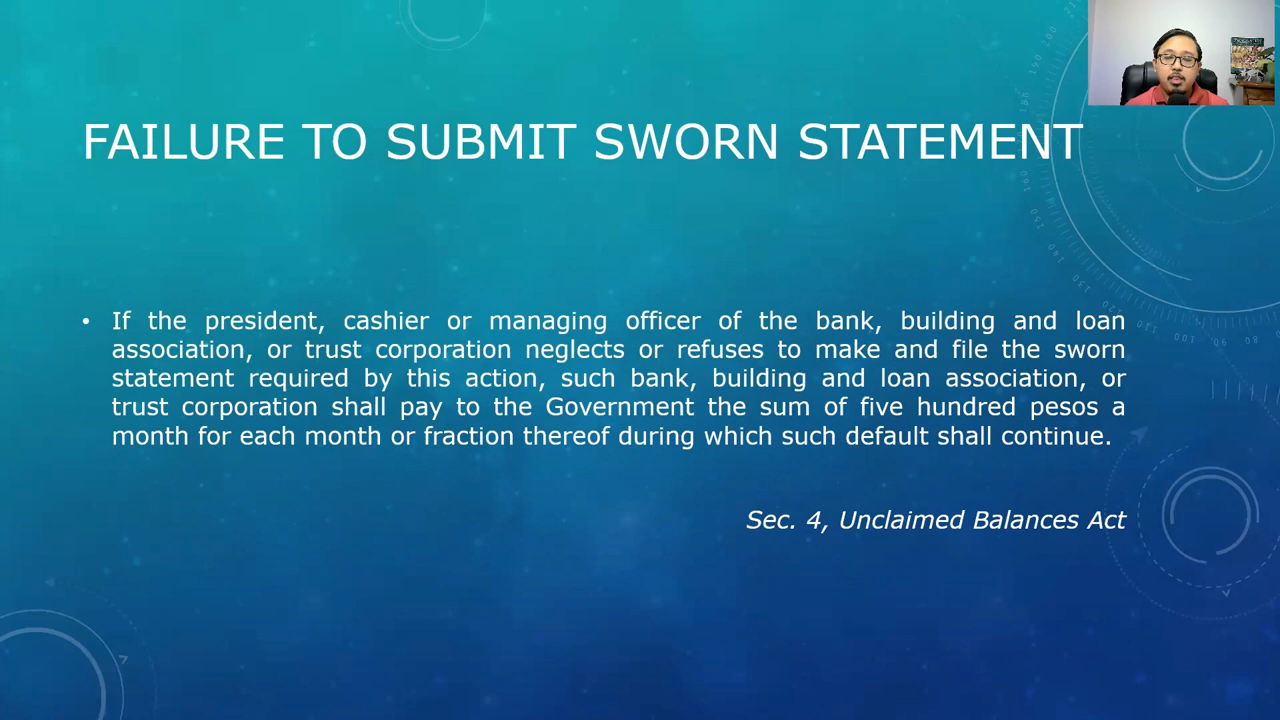 FAILURE TO SUBMIT SWORN STATEMENT
• If the president, cashier or managing officer of the bank, building and loan
association, or trust corporation neglects or refuses to make and file the sworn
statement required by this action, such bank, building and loan association, or
trust corporation shall pay to the Government the sum of five hundred pesos a
month for each month or fraction thereof during which such default shall continue.
Sec. 4, Unclaimed Balances Act